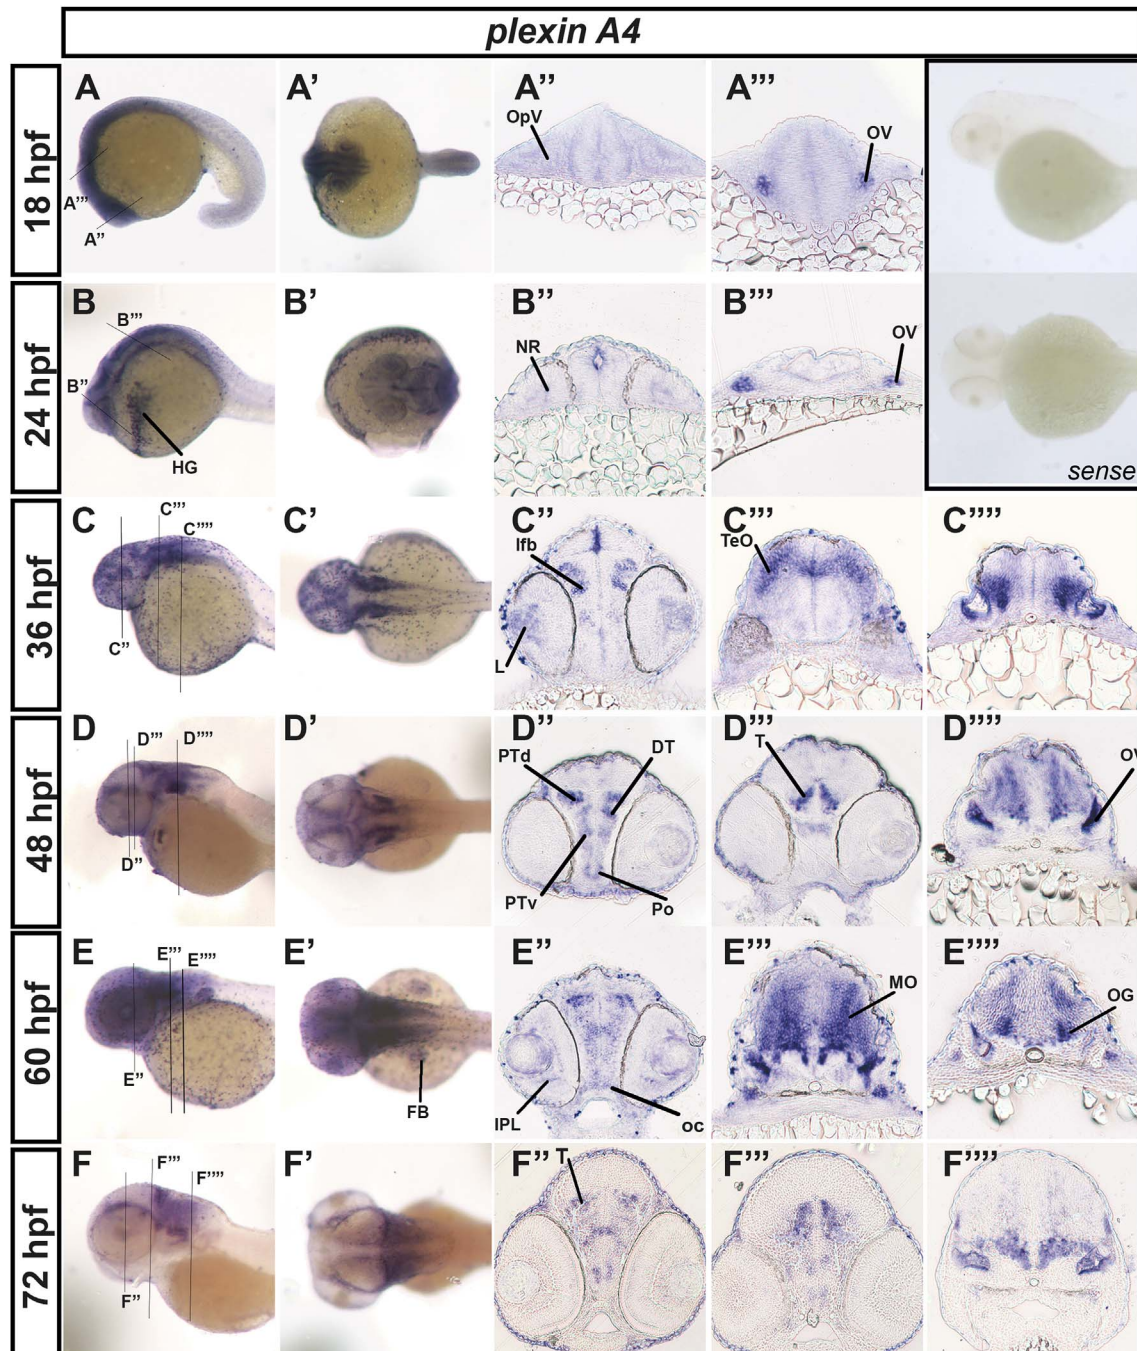 plexin A4
18 hpf
A
A’
A’’
A’’’
OpV
OV
A’’’
A’’
24 hpf
B
B’
B’’
B’’’
B’’’
NR
OV
B’’
HG
sense
36 hpf
C
C’’’
C’’’’
C’
C’’
C’’’
C’’’’
lfb
TeO
C’’
L
48 hpf
D
D’’’
D’’’’
D’
D’’
D’’’
D’’’’
PTd
DT
T
OV
D’’
PTv
Po
60 hpf
E
E’’’
E’’’’
E’
E’’
E’’’
E’’’’
MO
OG
E’’
FB
IPL
oc
72 hpf
F
F’’’
F’’’’
F’
F’’
T
F’’’
F’’’’
F’’